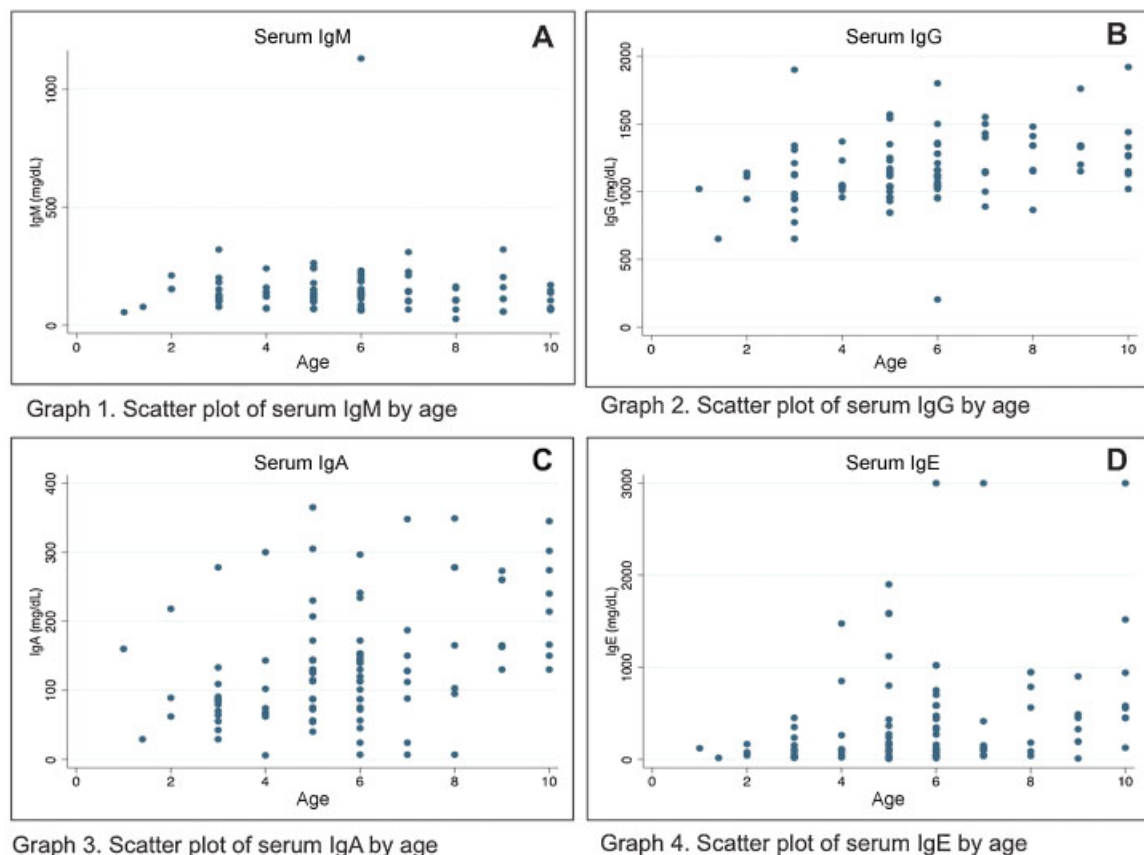 Serum IgM
A
IgM (mg/dL)
1000
500
0
0 2 4 6 8 10
Age
Graph 1. Scatter plot of serum IgM by age
Serum IgG
B
IgG (mg/dL)
2000
1500
1000
500
0
0 2 4 6 8 10
Age
Graph 2. Scatter plot of serum IgG by age
Serum IgA
C
IgA (mg/dL)
400
300
200
100
0
0 2 4 6 8 10
Age
Graph 3. Scatter plot of serum IgA by age
Serum IgE
D
IgE (mg/dL)
3000
2000
1000
0
0 2 4 6 8 10
Age
Graph 4. Scatter plot of serum IgE by age